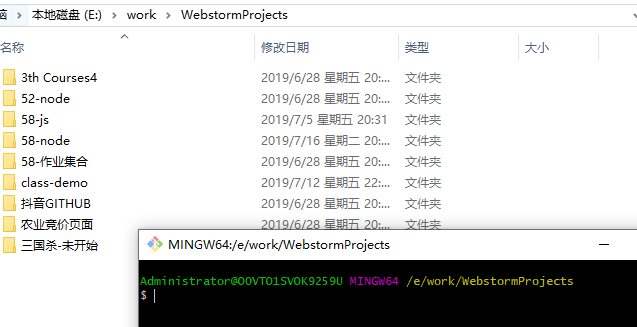 脑 › 本地磁盘 (E:) › work › WebstormProjects
名称 修改日期 类型 大小
3th Courses4 2019/6/28 星期五 20:... 文件夹
52-node 2019/6/28 星期五 20:... 文件夹
58-js 2019/7/5 星期五 20:31 文件夹
58-node 2019/7/16 星期二 20:... 文件夹
58-作业集合 2019/6/28 星期五 20:... 文件夹
class-demo 2019/7/12 星期五 22:... 文件夹
抖音GITHUB 2019/6/28 星期五 20:... 文件夹
农业竞价页面 2019/6/28 星期五 20:... 文件夹
三国杀-未开始
MINGW64:/e/work/WebstormProjects
Administrator@OOVTO1SVOK9259U MINGW64 /e/work/WebstormProjects
$